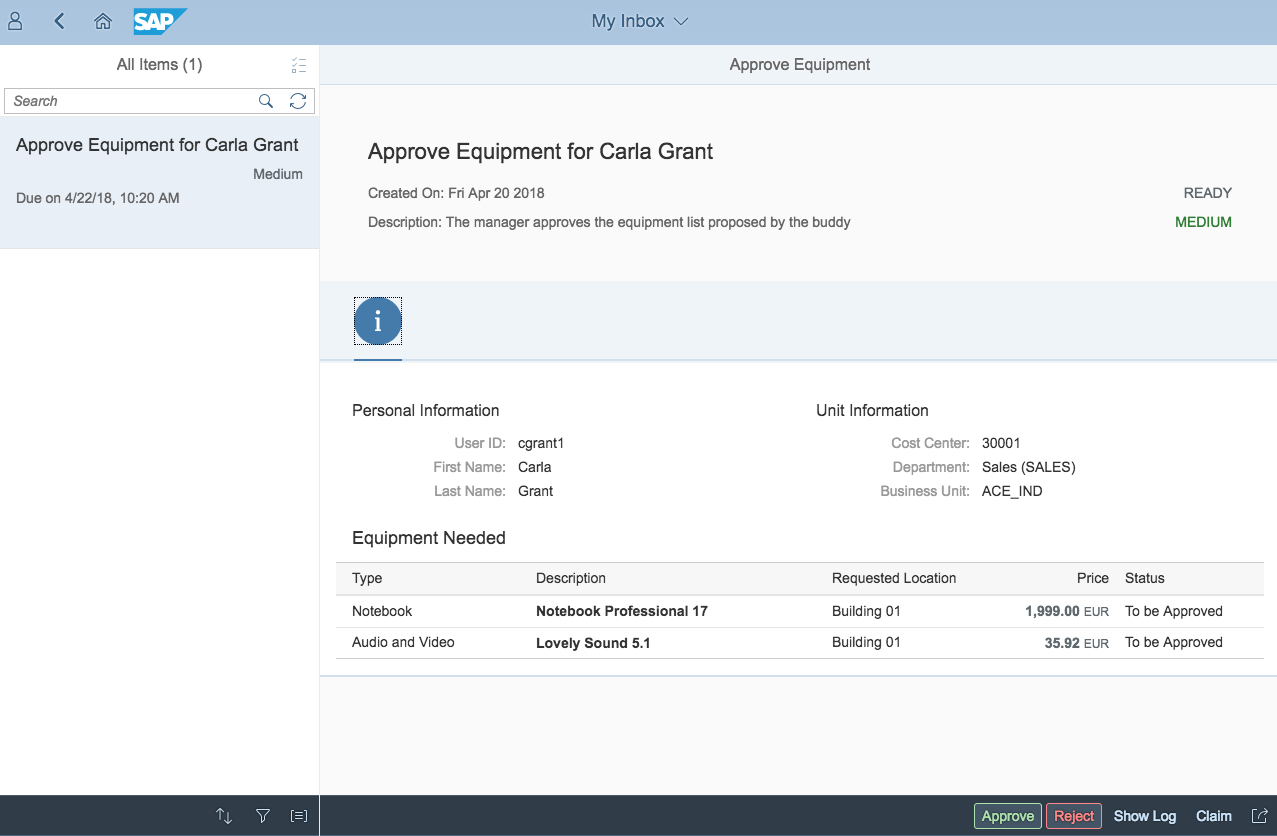 SAP
My Inbox
All Items (1)
Approve Equipment
Search
Approve Equipment for Carla Grant
Medium
Due on 4/22/18, 10:20 AM
Approve Equipment for Carla Grant
Created On: Fri Apr 20 2018
READY
Description: The manager approves the equipment list proposed by the buddy
MEDIUM
i
Personal Information
User ID: cgrant1
First Name: Carla
Last Name: Grant
Unit Information
Cost Center: 30001
Department: Sales (SALES)
Business Unit: ACE_IND
Equipment Needed
Type Description Requested Location Price Status
Notebook Notebook Professional 17 Building 01 1,999.00 EUR To be Approved
Audio and Video Lovely Sound 5.1 Building 01 35.92 EUR To be Approved
Approve Reject Show Log Claim